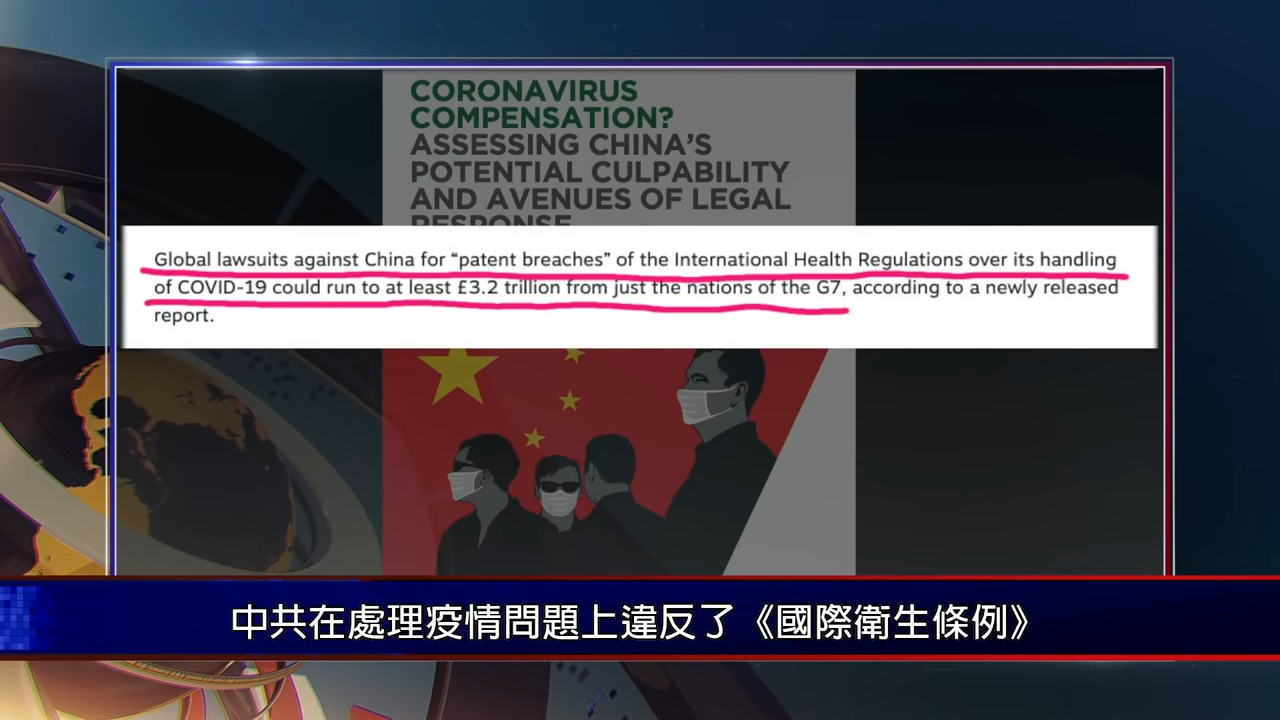 CORONAVIRUS
COMPENSATION?
ASSESSING CHINA'S
POTENTIAL CULPABILITY
AND AVENUES OF LEGAL
RESPONSE
Global lawsuits against China for “patent breaches” of the International Health Regulations over its handling
of COVID-19 could run to at least £3.2 trillion from just the nations of the G7, according to a newly released
report.
中共在處理疫情問題上違反了《國際衛生條例》